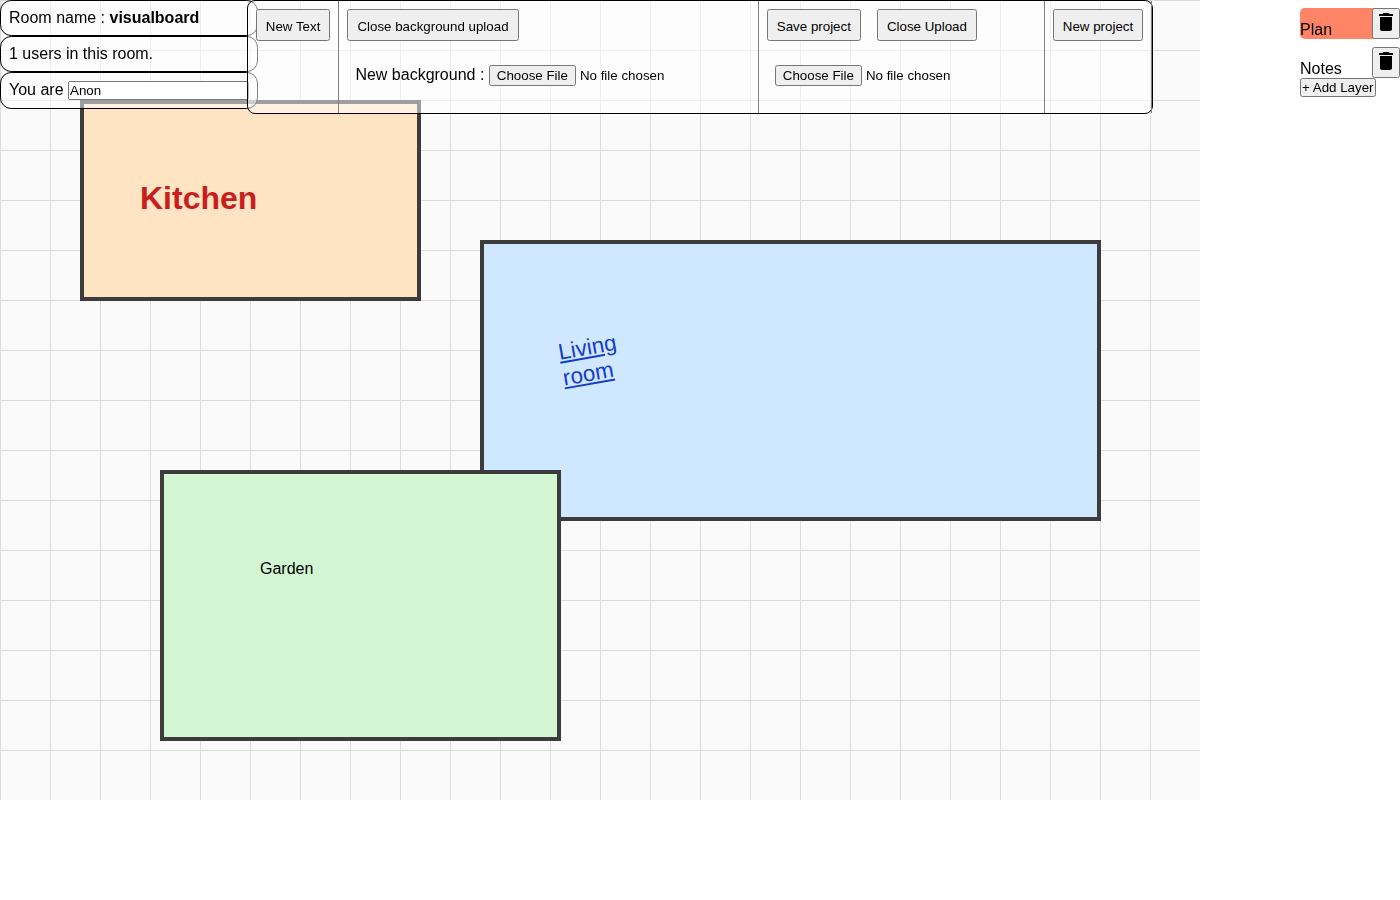 Room name : visualboard
1 users in this room.
You are Anon
New Text
Close background upload
New background : Choose File No file chosen
Save project Close Upload
Choose File No file chosen
New project
Plan
Notes
+ Add Layer
Kitchen
Living
room
Garden